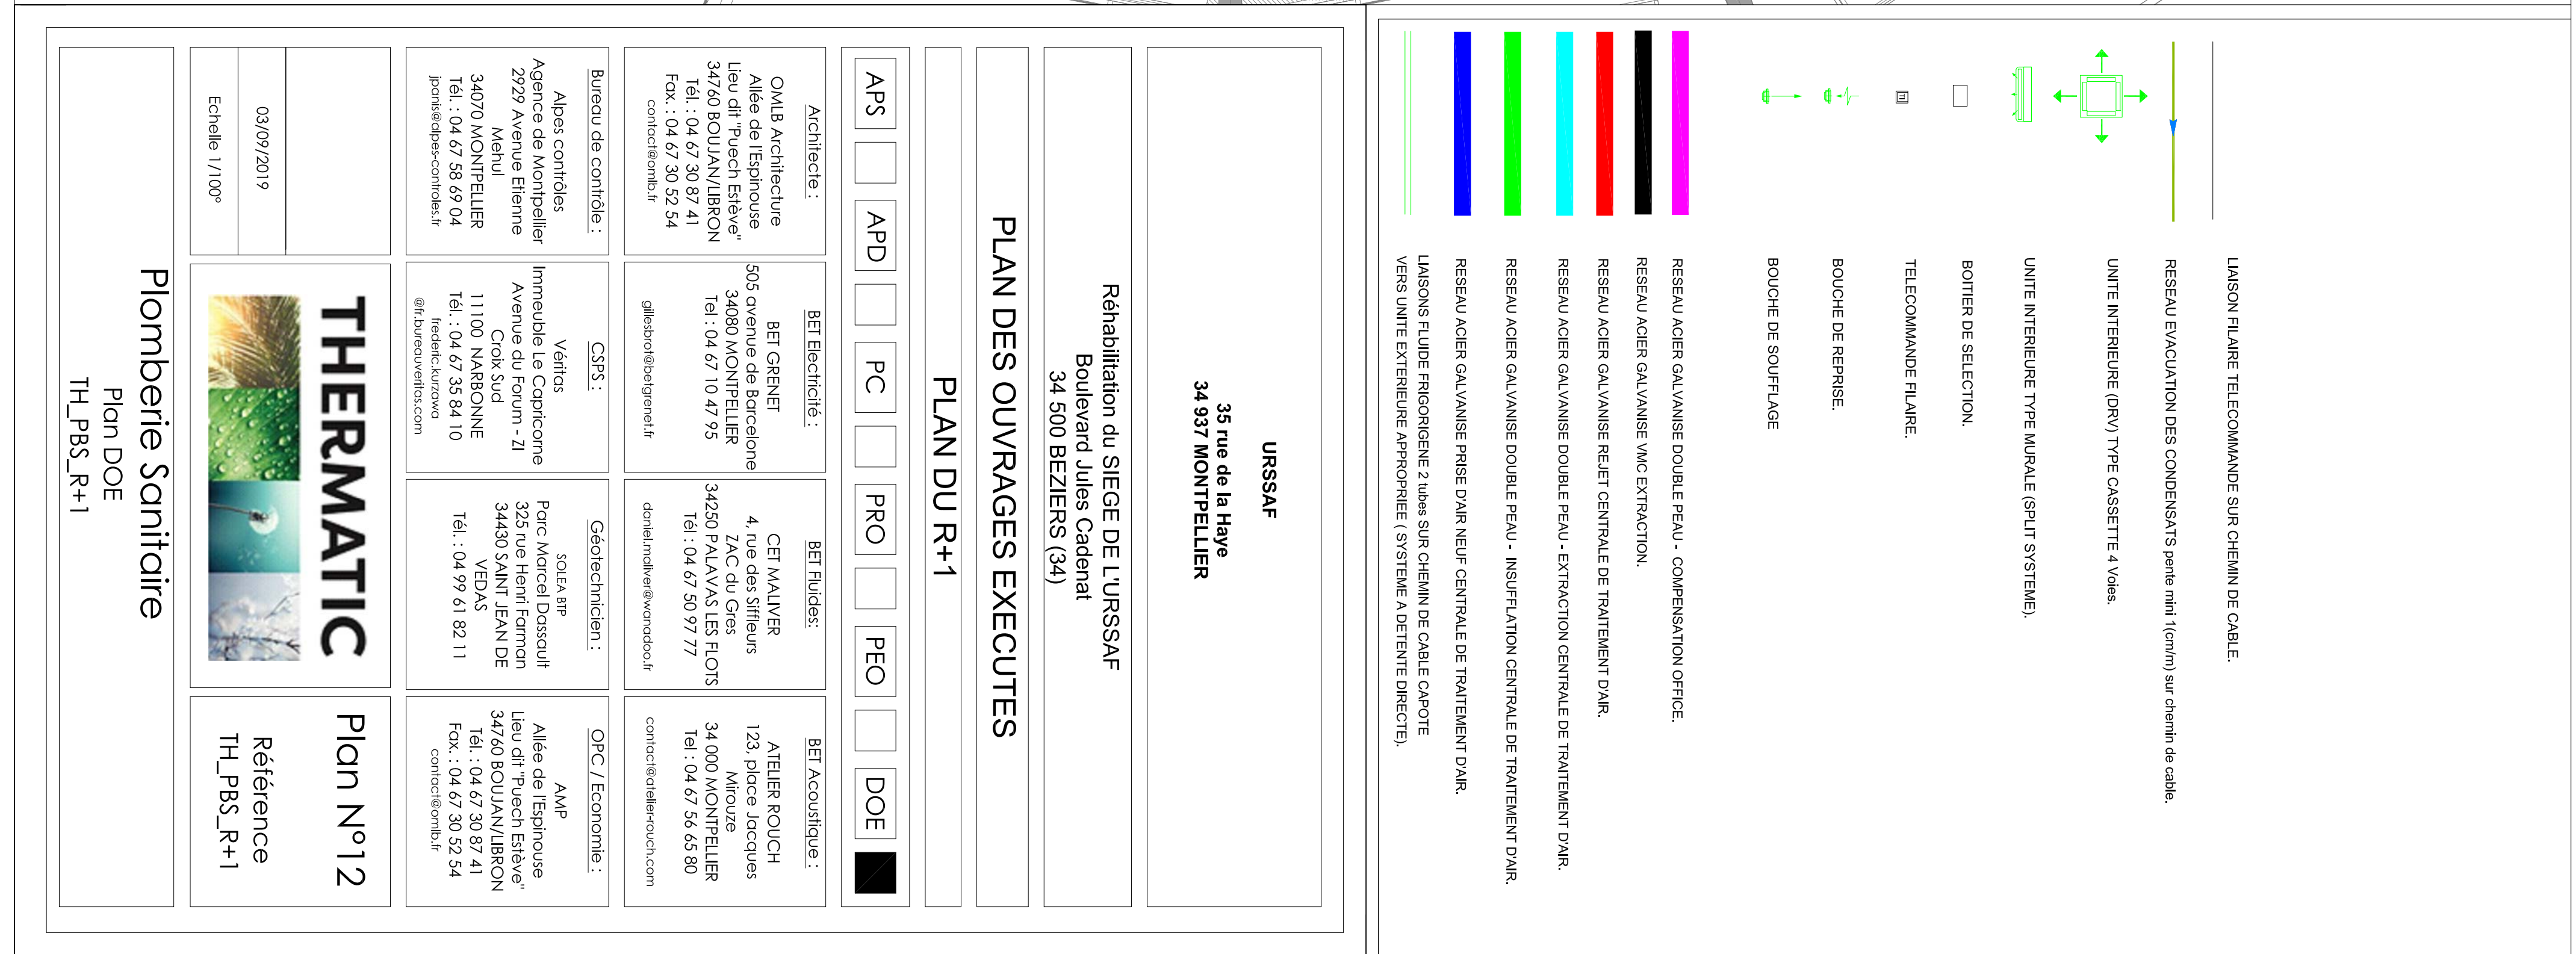 URSSAF
35 rue de la Haye
34 937 MONTPELLIER
Réhabilitation du SIEGE DE L'URSSAF
Boulevard Jules Cadenat
34 500 BEZIERS (34)
PLAN DES OUVRAGES EXECUTES
PLAN DU R+1
APS APD PC PRO PEO DOE
Architecte :
OMLB Architecture
Allée de l'Espinouse
Lieu dit "Puech Estève"
34760 BOUJAN/LIBRON
Tél. : 04 67 30 87 41
Fax. : 04 67 30 52 54
contact@omlb.fr
BET Electricité :
BET GRENET
505 avenue de Barcelone
34080 MONTPELLIER
Tel : 04 67 10 47 95
gillesbrot@betgrenet.fr
BET Fluides:
CET MALIVER
4, rue des Siffleurs
ZAC du Gres
34250 PALAVAS LES FLOTS
Tél. : 04 67 50 97 77
daniel.maliver@wanadoo.fr
BET Acoustique :
ATELIER ROUCH
123, place Jacques
Mirouze
34 000 MONTPELLIER
Tel : 04 67 56 65 80
contact@atelier-rouch.com
Bureau de contrôle :
Alpes contrôles
Agence de Montpellier
2929 Avenue Etienne
Mehul
34070 MONTPELLIER
Tél. : 04 67 58 69 04
jpanis@alpes-controles.fr
CSPS :
Véritas
Immeuble Le Capricorne
Avenue du Forum - ZI
Croix Sud
11100 NARBONNE
Tél. : 04 67 35 84 10
frederic.kurzawa
@fr.bureauveritas.com
Géotechnicien :
SOLEA BTP
Parc Marcel Dassault
325 rue Henri Farman
34430 SAINT JEAN DE
VEDAS
Tél. : 04 99 61 82 11
OPC / Economie :
AMP
Allée de l'Espinouse
Lieu dit "Puech Estève"
34760 BOUJAN/LIBRON
Tél. : 04 67 30 87 41
Fax. : 04 67 30 52 54
contact@omlb.fr
03/09/2019
Echelle 1/100°
THERMATIC
Plan N°12
Référence
TH_PBS_R+1
Plomberie Sanitaire
Plan DOE
TH_PBS_R+1
LIAISON FILAIRE TELECOMMANDE SUR CHEMIN DE CABLE.
RESEAU EVACUATION DES CONDENSATS pente mini 1(cm/m) sur chemin de cable.
UNITE INTERIEURE (DRV) TYPE CASSETTE 4 Voies.
UNITE INTERIEURE TYPE MURALE (SPLIT SYSTEME).
BOITIER DE SELECTION.
TELECOMMANDE FILAIRE.
BOUCHE DE REPRISE.
BOUCHE DE SOUFFLAGE
RESEAU ACIER GALVANISE DOUBLE PEAU - COMPENSATION OFFICE.
RESEAU ACIER GALVANISE VMC EXTRACTION.
RESEAU ACIER GALVANISE REJET CENTRALE DE TRAITEMENT D'AIR.
RESEAU ACIER GALVANISE DOUBLE PEAU - EXTRACTION CENTRALE DE TRAITEMENT D'AIR.
RESEAU ACIER GALVANISE DOUBLE PEAU - INSUFFLATION CENTRALE DE TRAITEMENT D'AIR.
RESEAU ACIER GALVANISE PRISE D'AIR NEUF CENTRALE DE TRAITEMENT D'AIR.
LIAISONS FLUIDE FRIGORIGENE 2 tubes SUR CHEMIN DE CABLE CAPOTE
VERS UNITE EXTERIEURE APPROPRIEE ( SYSTEME A DETENTE DIRECTE).